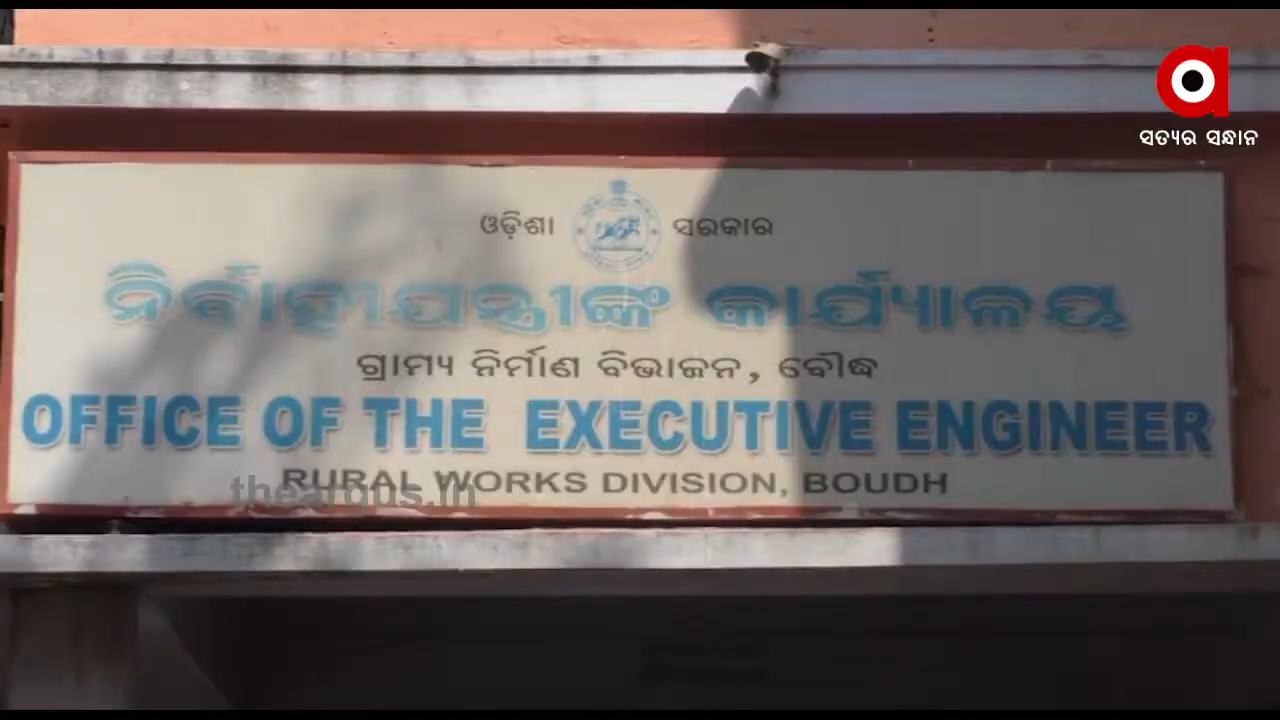 ସତ୍ୟର ସନ୍ଧାନ
ଓଡ଼ିଶା ସରକାର
ନିର୍ବାହୀଯନ୍ତ୍ରୀଙ୍କ କାର୍ଯ୍ୟାଳୟ
ଗ୍ରାମ୍ୟ ନିର୍ମାଣ ବିଭାଜନ, ବୌଦ୍ଧ
OFFICE OF THE EXECUTIVE ENGINEER
RURAL WORKS DIVISION, BOUDH
theargus.in